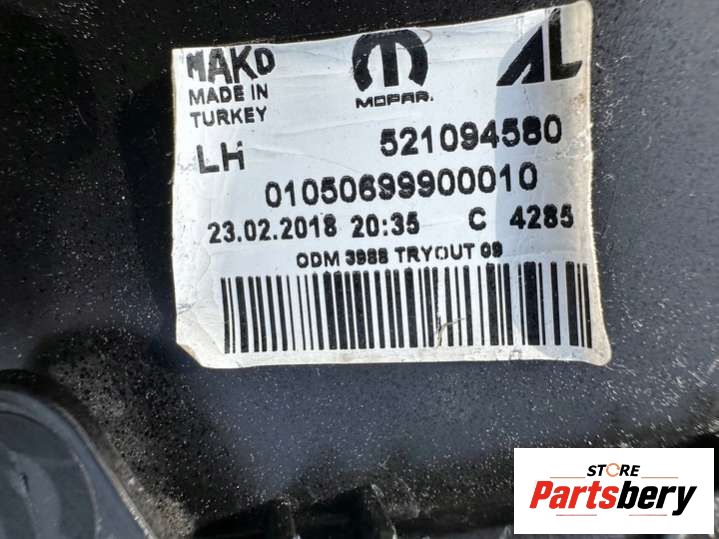 MAKO
MOPAR.
AL
MADE IN
TURKEY
LH
521094580
01050699900010
23.02.2018 20:35 C 4285
ODM 3988 TRYOUT 09
STORE
Partsbery